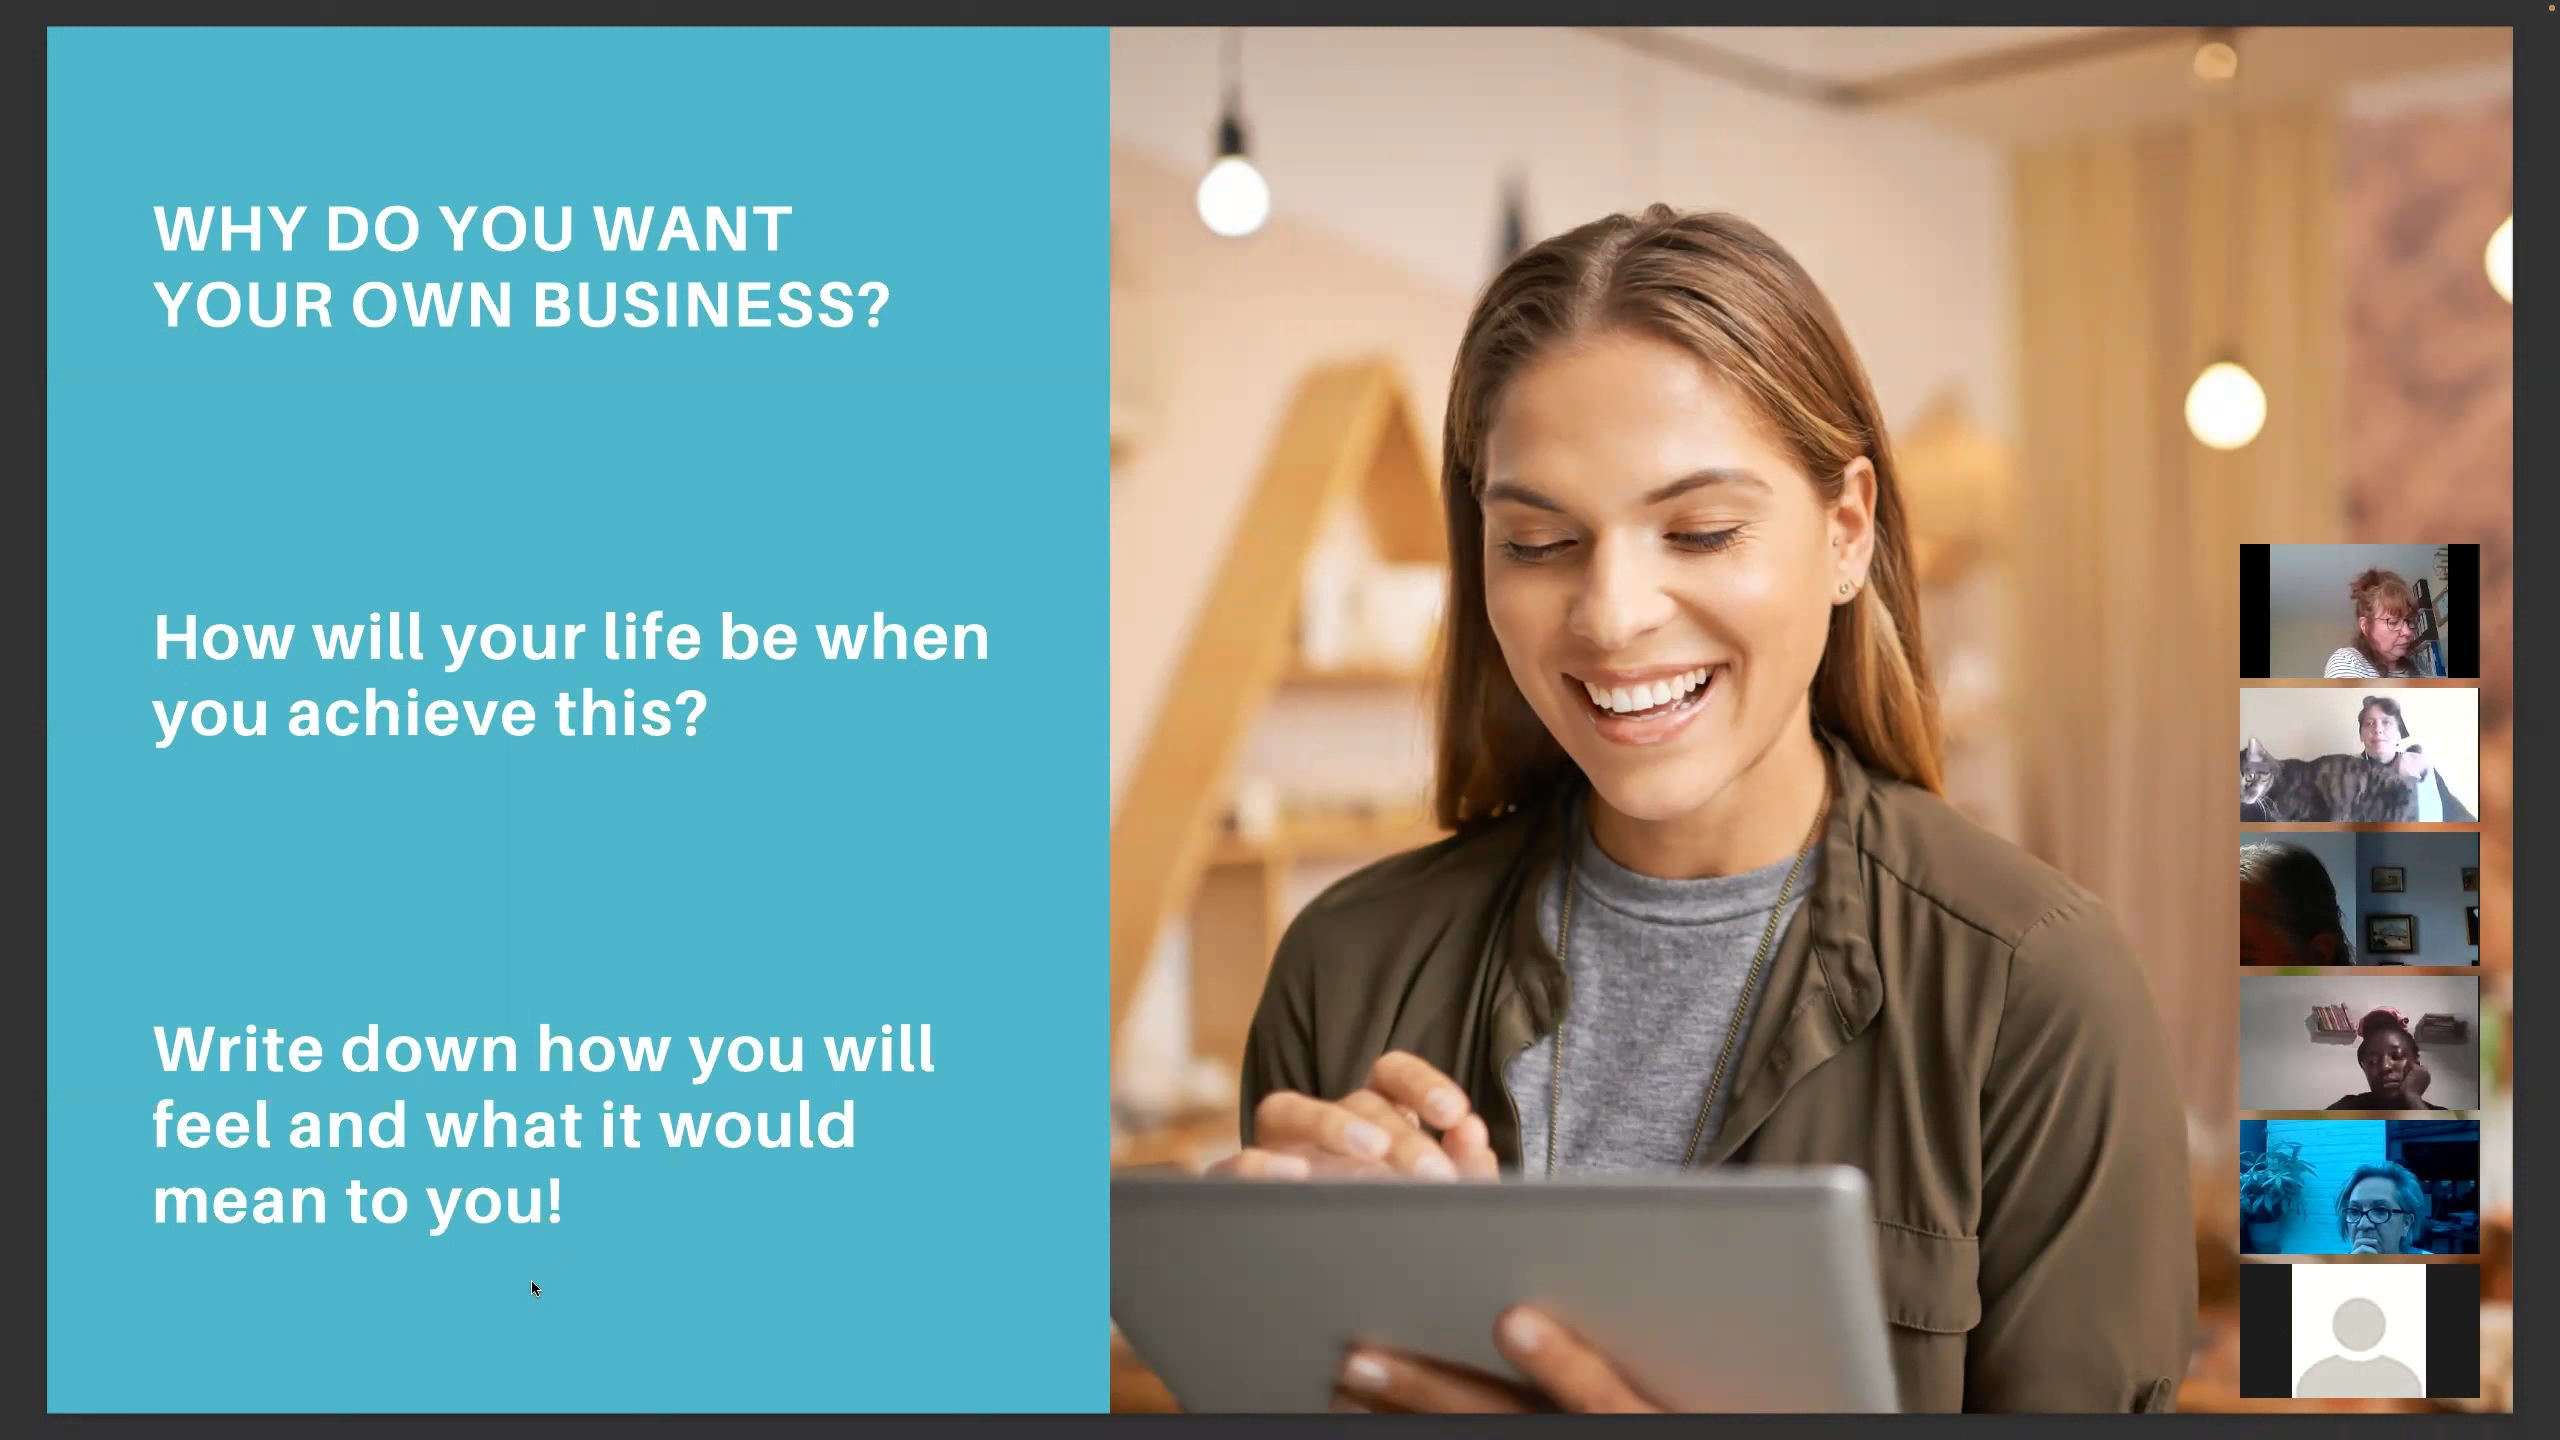 WHY DO YOU WANT
YOUR OWN BUSINESS?
How will your life be when
you achieve this?
Write down how you will
feel and what it would
mean to you!